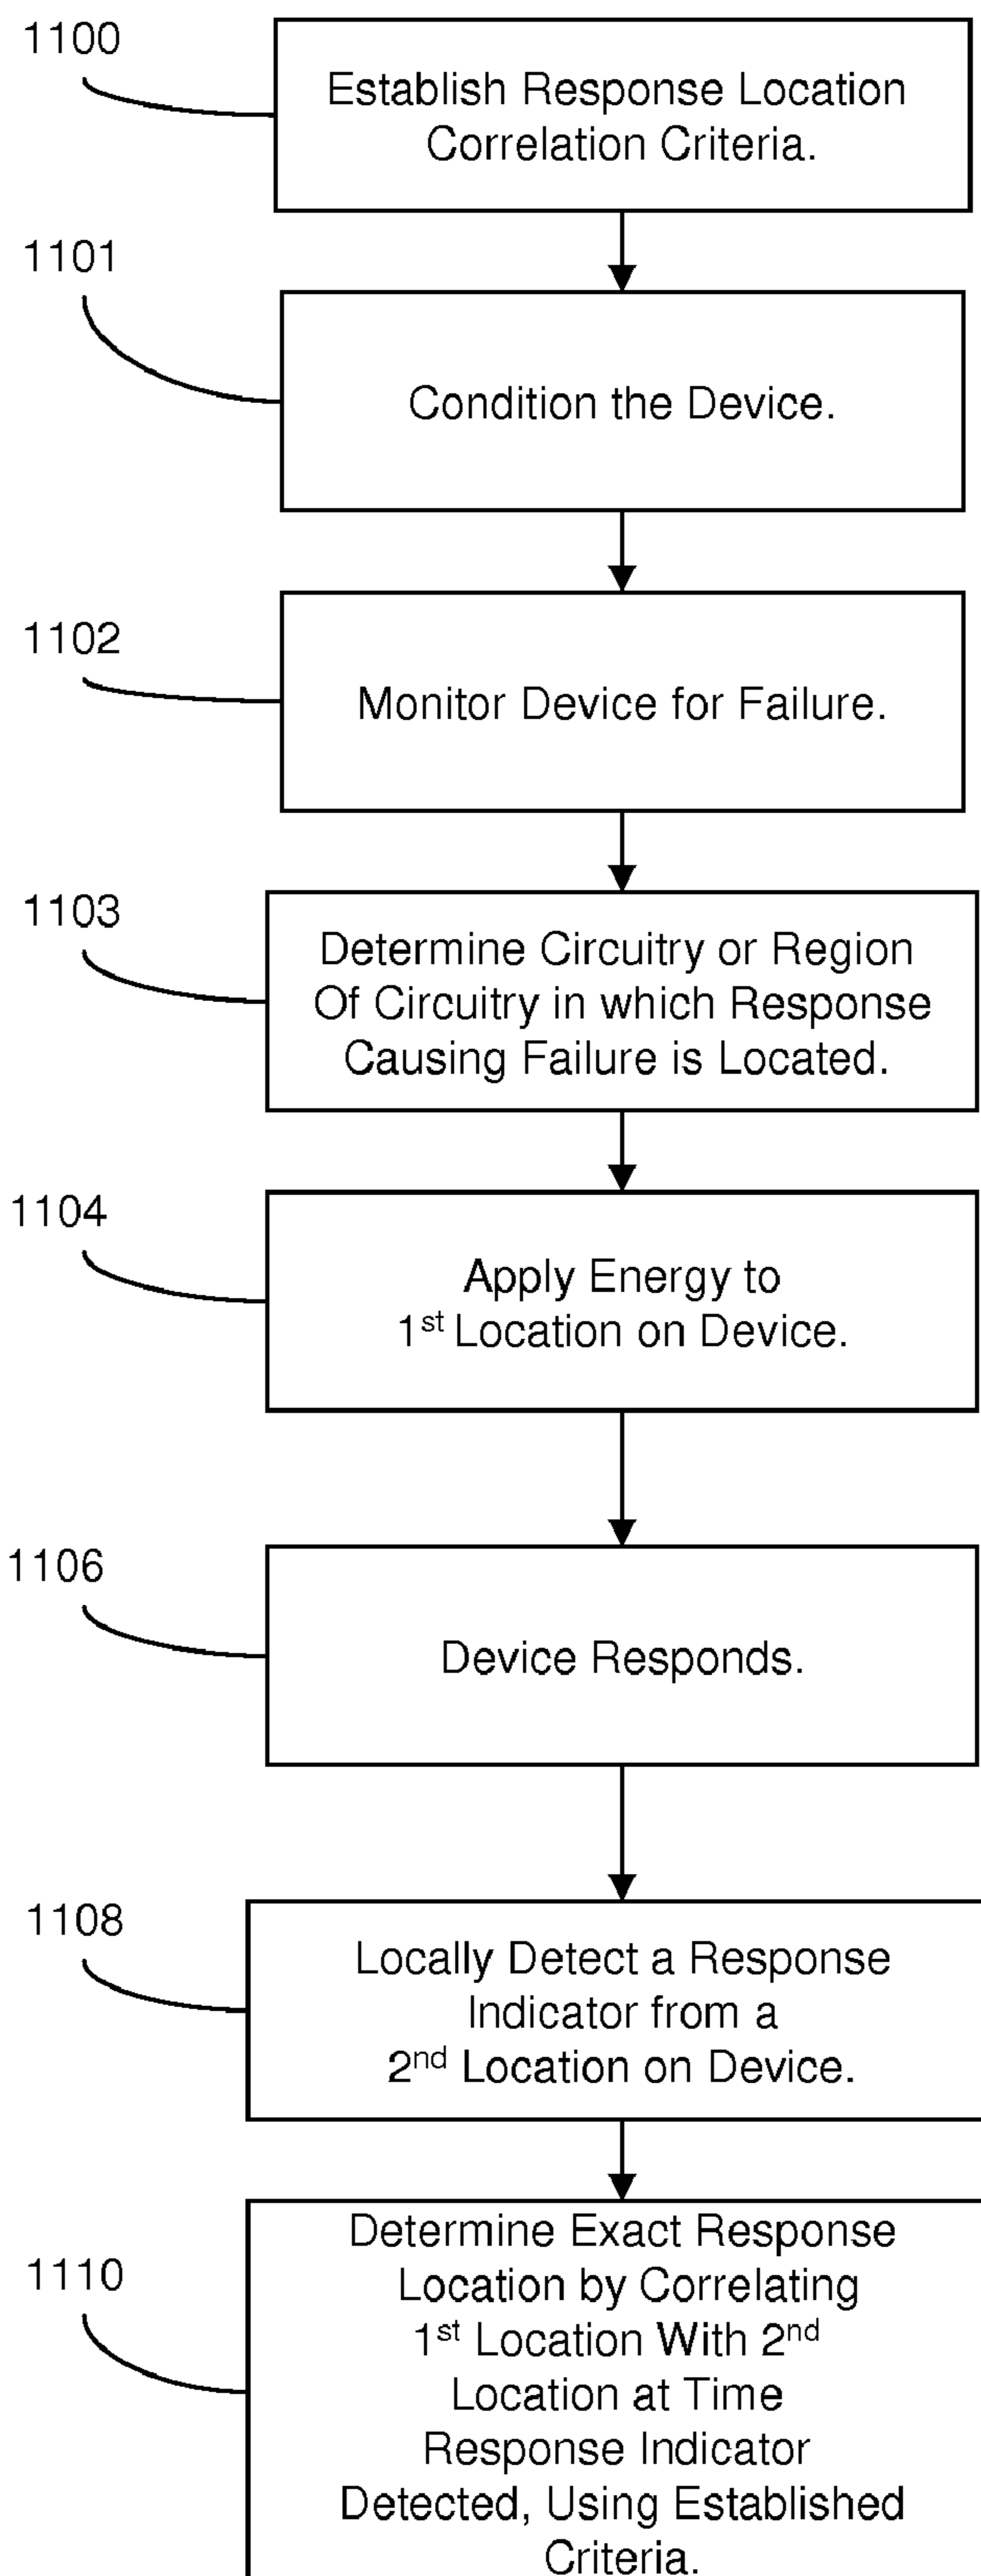 1100
Establish Response Location
Correlation Criteria.
1101
Condition the Device.
1102
Monitor Device for Failure.
1103
Determine Circuitry or Region
Of Circuitry in which Response
Causing Failure is Located.
1104
Apply Energy to
1st Location on Device.
1106
Device Responds.
1108
Locally Detect a Response
Indicator from a
2nd Location on Device.
1110
Determine Exact Response
Location by Correlating
1st Location With 2nd
Location at Time
Response Indicator
Detected, Using Established
Criteria.